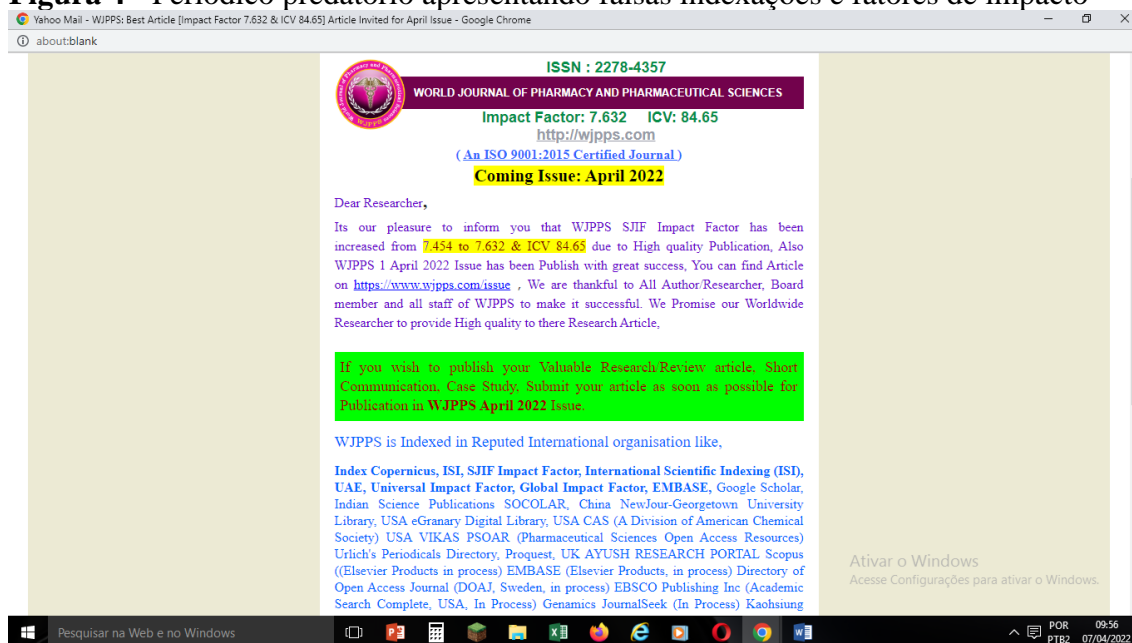 Figura 4 - Periódico predatório apresentando falsas indexações e fatores de impacto
Yahoo Mail - WJPPS: Best Article [Impact Factor 7.632 & ICV 84.65] Article Invited for April Issue - Google Chrome
about:blank
ISSN : 2278-4357
WORLD JOURNAL OF PHARMACY AND PHARMACEUTICAL SCIENCES
Impact Factor: 7.632 ICV: 84.65
http://wjpps.com
( An ISO 9001:2015 Certified Journal )
Coming Issue: April 2022
Dear Researcher,
Its our pleasure to inform you that WJPPS SJIF Impact Factor has been
increased from 7.454 to 7.632 & ICV 84.65 due to High quality Publication, Also
WJPPS 1 April 2022 Issue has been Publish with great success, You can find Article
on https://www.wjpps.com/issue , We are thankful to All Author/Researcher, Board
member and all staff of WJPPS to make it successful. We Promise our Worldwide
Researcher to provide High quality to there Research Article,
If you wish to publish your Valuable Research/Review article, Short
Communication, Case Study, Submit your article as soon as possible for
Publication in WJPPS April 2022 Issue.
WJPPS is Indexed in Reputed International organisation like,
Index Copernicus, ISI, SJIF Impact Factor, International Scientific Indexing (ISI),
UAE, Universal Impact Factor, Global Impact Factor, EMBASE, Google Scholar,
Indian Science Publications SOCOLAR, China NewJour-Georgetown University
Library, USA eGranary Digital Library, USA CAS (A Division of American Chemical
Society) USA VIKAS PSOAR (Pharmaceutical Sciences Open Access Resources)
Urlich's Periodicals Directory, Proquest, UK AYUSH RESEARCH PORTAL Scopus
((Elsevier Products in process) EMBASE (Elsevier Products, in process) Directory of
Open Access Journal (DOAJ, Sweden, in process) EBSCO Publishing Inc (Academic
Search Complete, USA, In Process) Genamics JournalSeek (In Process) Kaohsiung
Ativar o Windows
Acesse Configurações para ativar o Windows.
Pesquisar na Web e no Windows
POR 09:56
PTB2 07/04/2022